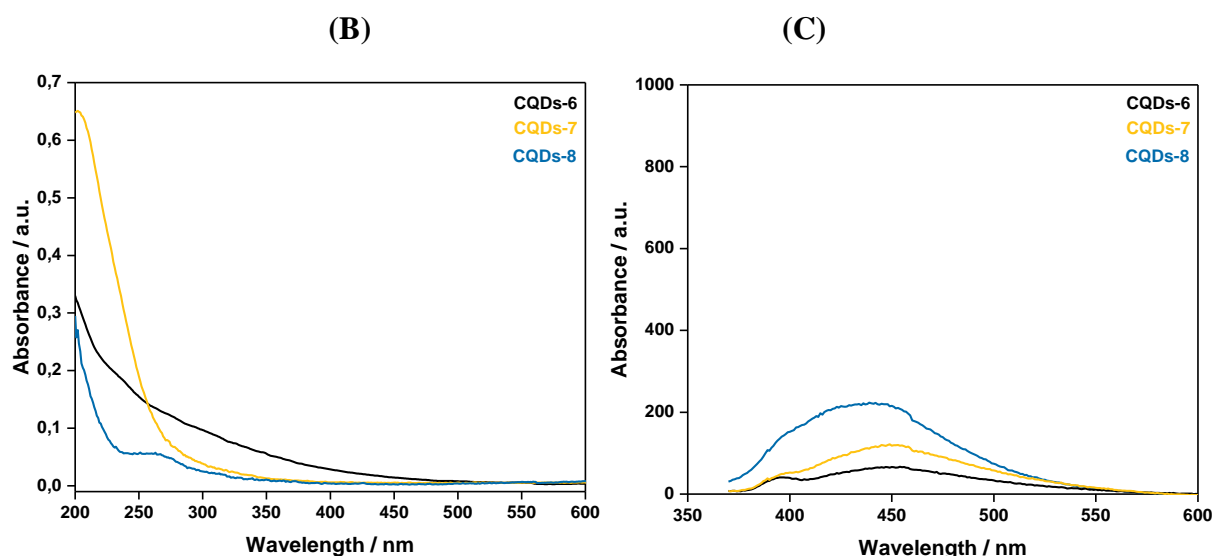 (B)
0,7
0,6
0,5
0,4
0,3
0,2
0,1
0,0
Absorbance / a.u.
CQDs-6
CQDs-7
CQDs-8
200 250 300 350 400 450 500 550 600
Wavelength / nm
(C)
1000
800
600
400
200
0
Absorbance / a.u.
CQDs-6
CQDs-7
CQDs-8
350 400 450 500 550 600
Wavelength / nm